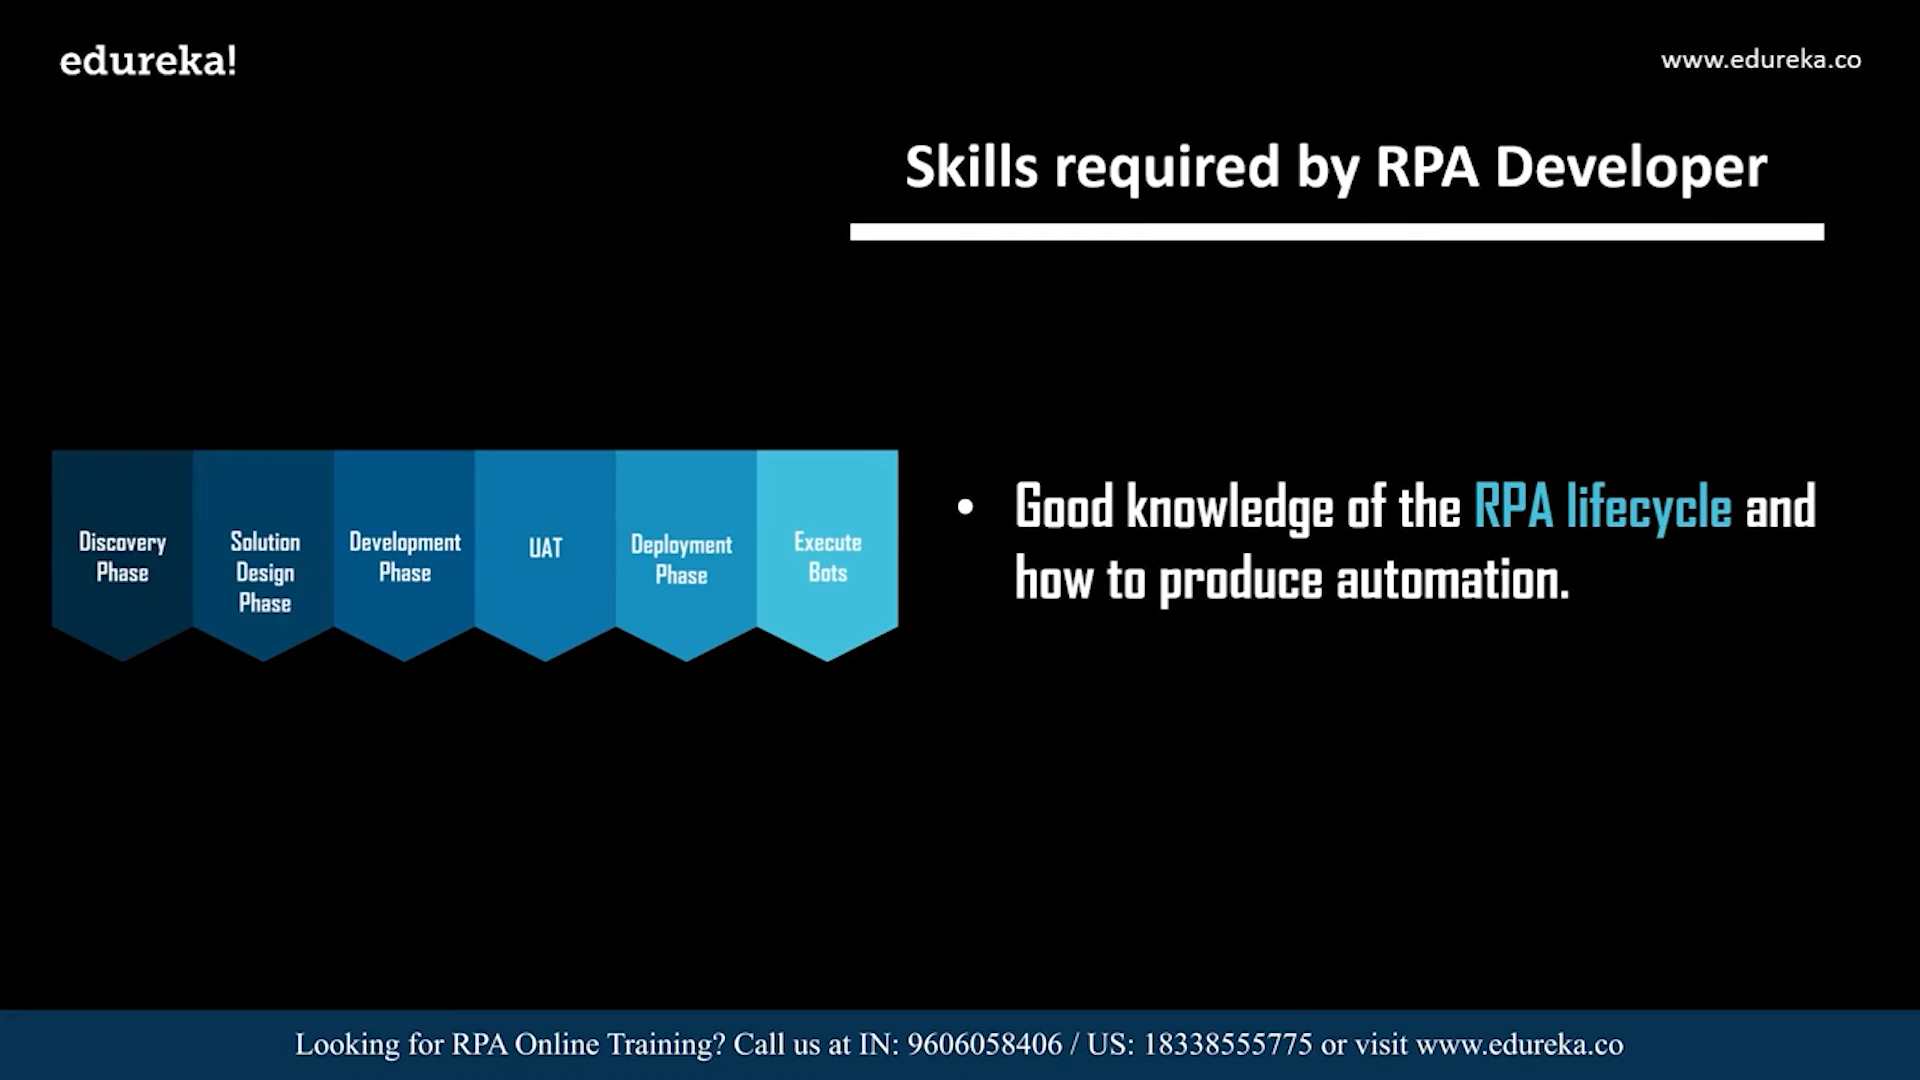 edureka!
www.edureka.co
Skills required by RPA Developer
Discovery
Phase
Solution
Design
Phase
Development
Phase
UAT
Deployment
Phase
Execute
Bots
• Good knowledge of the RPA lifecycle and
how to produce automation.
Looking for RPA Online Training? Call us at IN: 9606058406 / US: 18338555775 or visit www.edureka.co